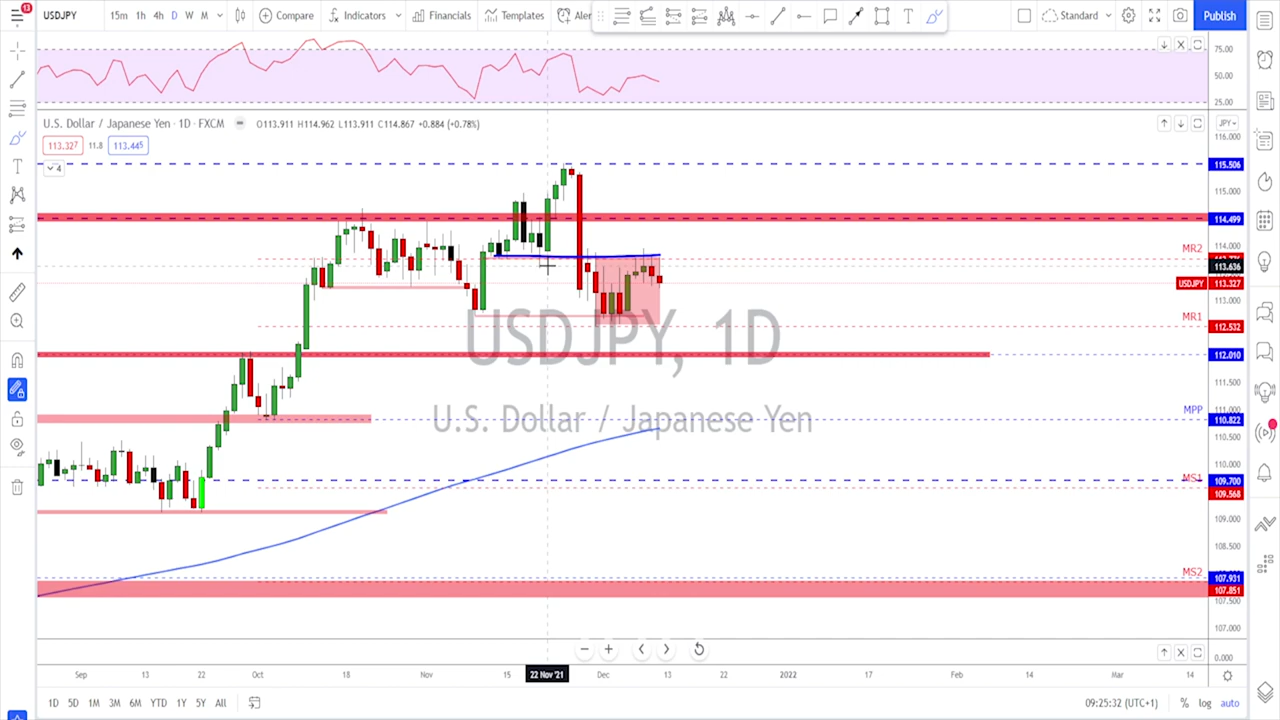 USDJPY 15m 1h 4h D W M Compare Indicators Financials Templates Aler Standard Publish
75.00
50.00
25.00
U.S. Dollar / Japanese Yen · 1D · FXCM O113.911 H114.962 L113.911 C114.867 +0.884 (+0.78%) JPY
113.327 11.8 113.445
4
116.000
115.506
115.000
114.499
114.000
MR2
113.636
USDJPY 113.327
113.000
MR1
112.532
USDJPY, 1D
112.010
111.500
111.000
MPP
110.822
U.S. Dollar / Japanese Yen
110.500
110.000
MS1
109.700
109.568
109.000
108.500
108.000
MS2
107.931
107.851
107.500
107.000
0.000
Sep 13 22 Oct 18 Nov 15 22 Nov '21 Dec 13 22 2022 17 Feb 14 Mar 14
1D 5D 1M 3M 6M YTD 1Y 5Y All 09:25:32 (UTC+1) % log auto